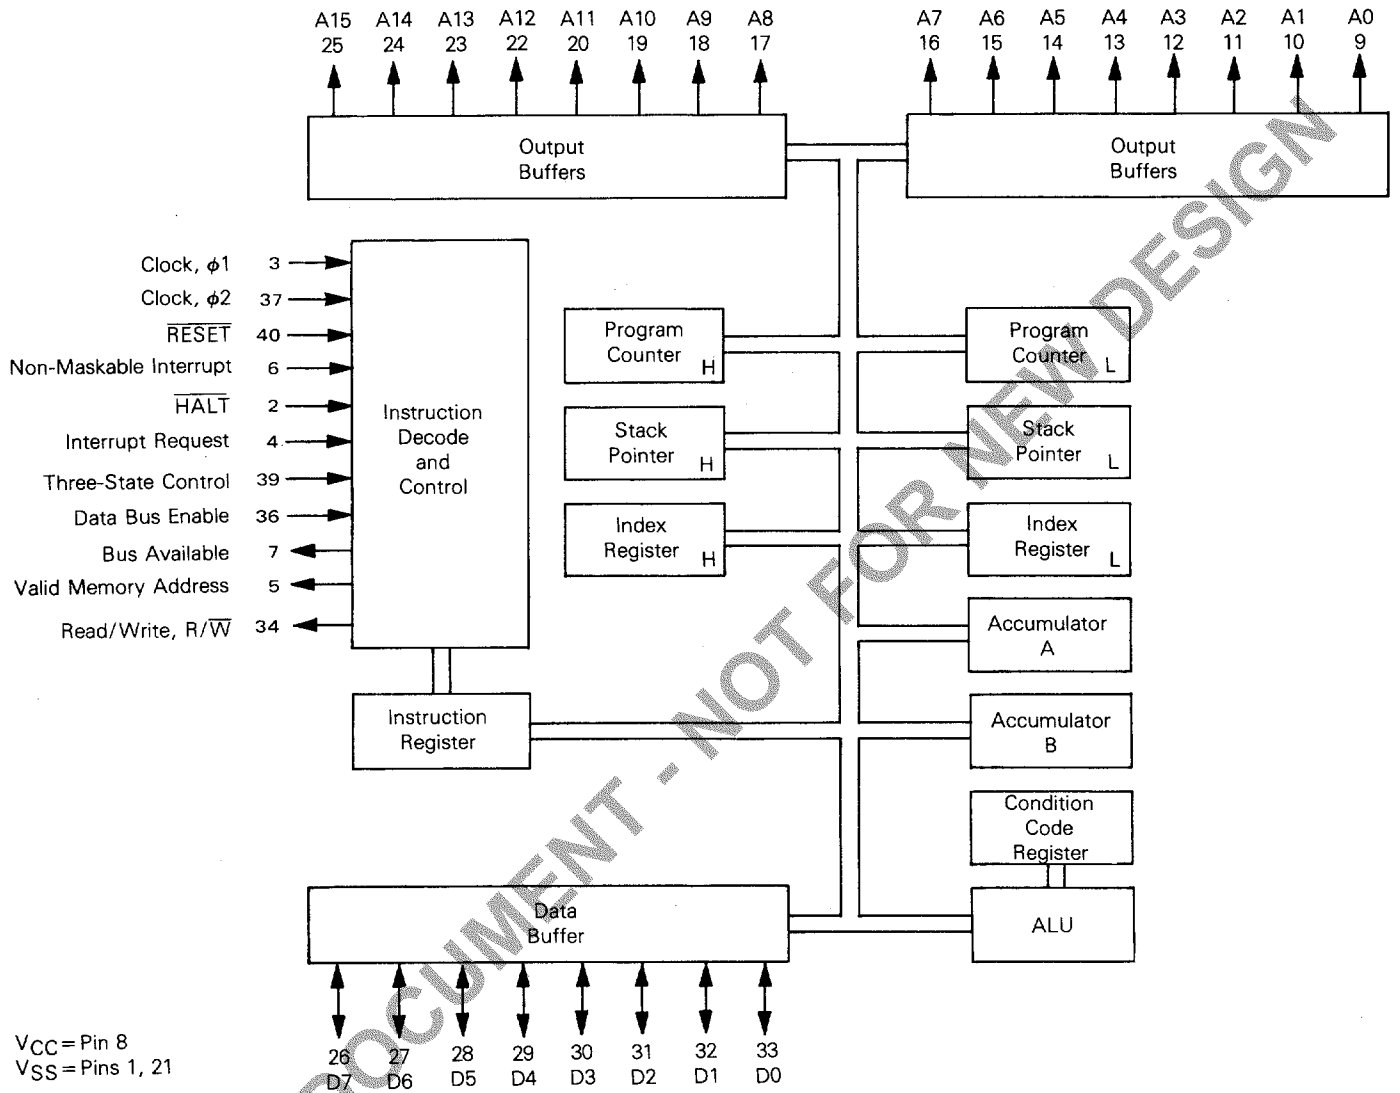 A15 A14 A13 A12 A11 A10 A9 A8 A7 A6 A5 A4 A3 A2 A1 A0
25 24 23 22 20 19 18 17 16 15 14 13 12 11 10 9
Output
Buffers
Output
Buffers
Clock, ϕ1 3
Clock, ϕ2 37
RESET 40
Non-Maskable Interrupt 6
HALT 2
Interrupt Request 4
Three-State Control 39
Data Bus Enable 36
Bus Available 7
Valid Memory Address 5
Read/Write, R/W 34
Instruction
Decode
and
Control
Instruction
Register
Program
Counter H
Program
Counter L
Stack
Pointer H
Stack
Pointer L
Index
Register H
Index
Register L
Accumulator
A
Accumulator
B
Condition
Code
Register
ALU
Data
Buffer
26 27 28 29 30 31 32 33
D7 D6 D5 D4 D3 D2 D1 D0
VCC=Pin 8
VSS=Pins 1, 21
DOCUMENT - NOT FOR NEW DESIGN